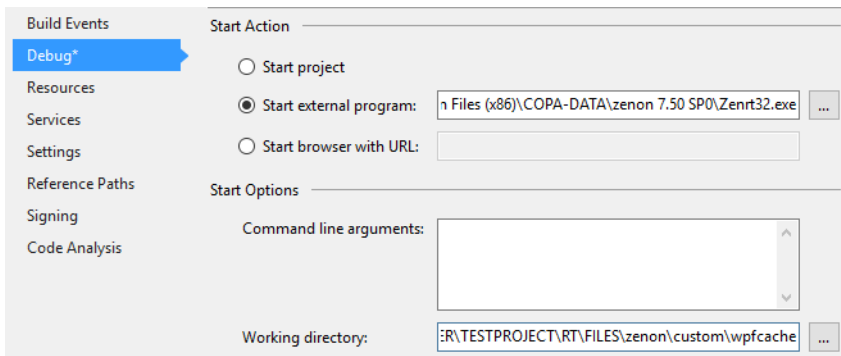 Build Events
Debug*
Resources
Services
Settings
Reference Paths
Signing
Code Analysis
Start Action
Start project
Start external program:
n Files (x86)\COPA-DATA\zenon 7.50 SP0\Zenrt32.exe
...
Start browser with URL:
Start Options
Command line arguments:
Working directory:
ER\TESTPROJECT\RT\FILES\zenon\custom\wpfcache
...